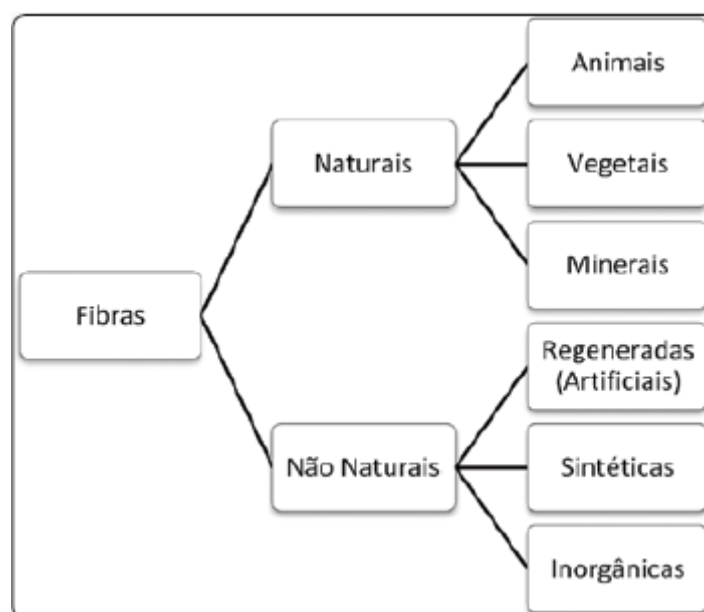 Fibras
Naturais
Animais
Vegetais
Minerais
Não Naturais
Regeneradas
(Artificiais)
Sintéticas
Inorgânicas